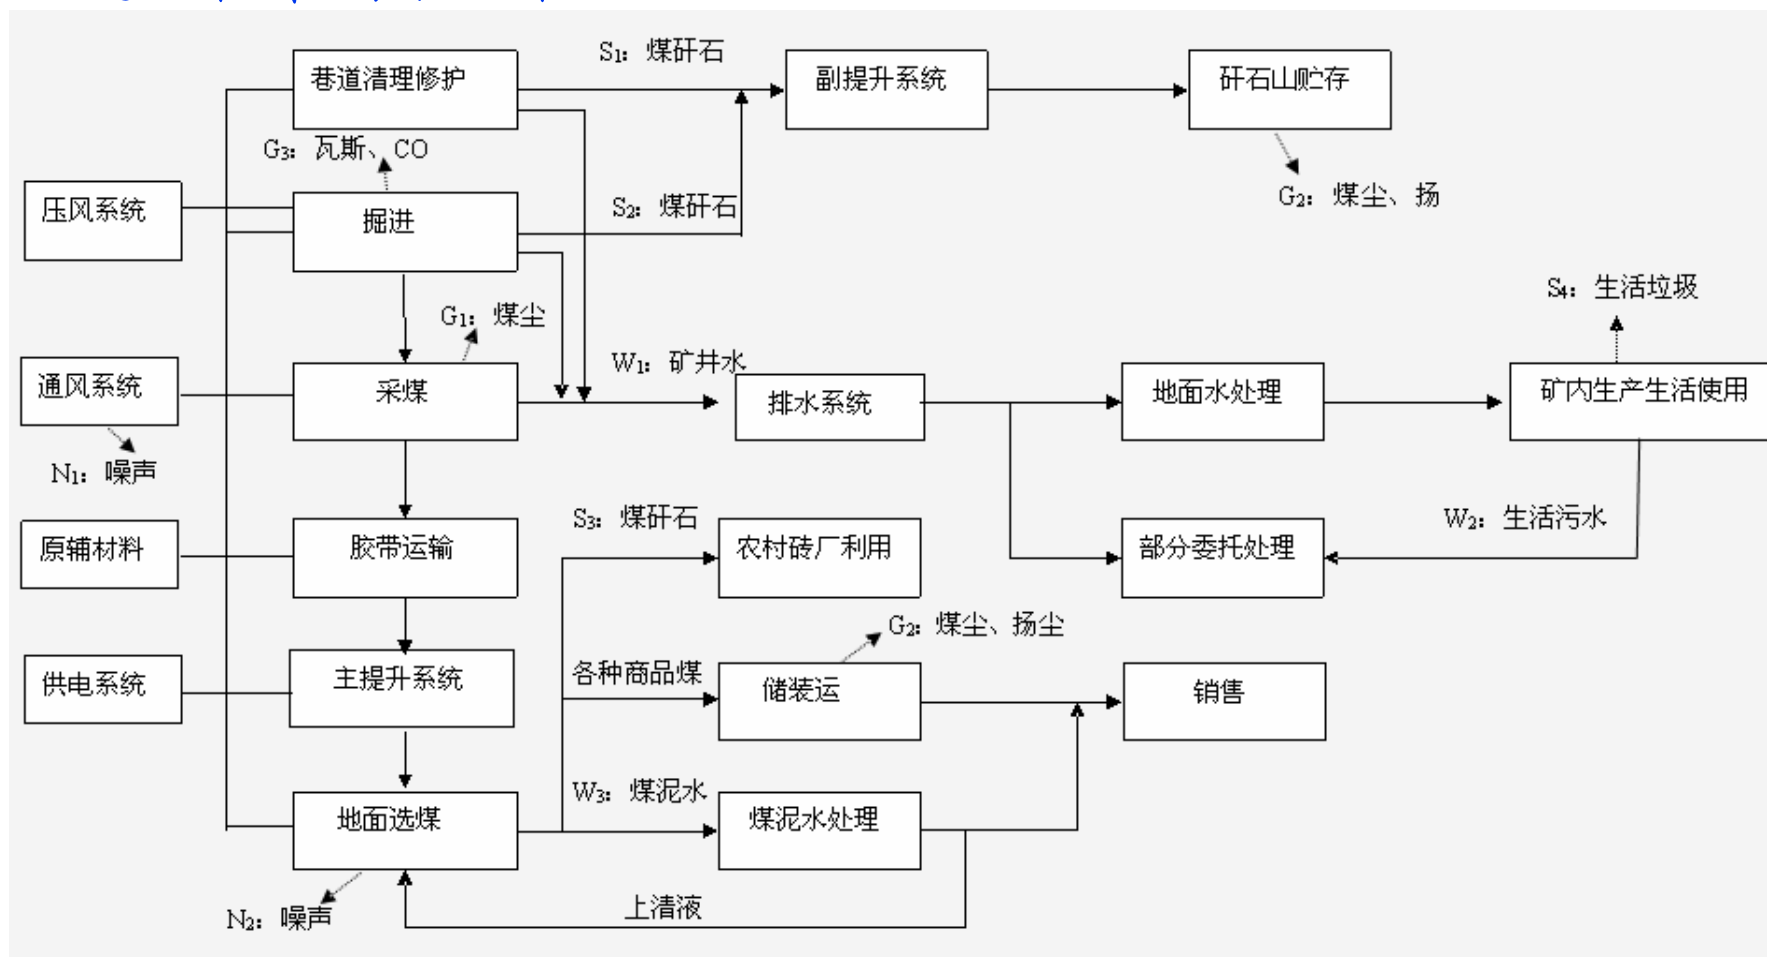 S1：煤矸石
巷道清理修护
副提升系统
矸石山贮存
G3：瓦斯、CO
G2：煤尘、扬
压风系统
掘进
S2：煤矸石
S4：生活垃圾
G1：煤尘
W1：矿井水
通风系统
采煤
排水系统
地面水处理
矿内生产生活使用
N1：噪声
S3：煤矸石
W2：生活污水
原辅材料
胶带运输
农村砖厂利用
部分委托处理
G2：煤尘、扬尘
供电系统
主提升系统
各种商品煤
储装运
销售
W3：煤泥水
地面选煤
煤泥水处理
N2：噪声
上清液